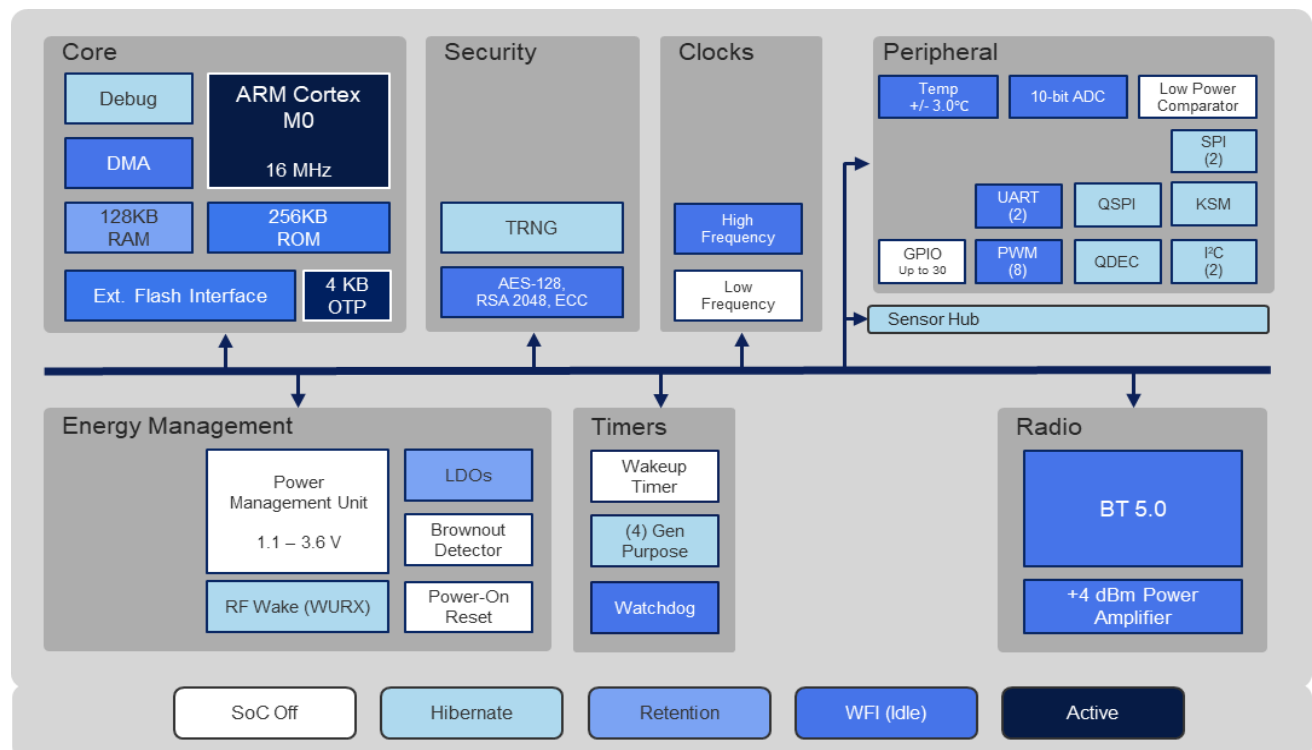 Core
Debug
ARM Cortex
M0
16 MHz
DMA
128KB
RAM
256KB
ROM
Ext. Flash Interface
4 KB
OTP
Security
TRNG
AES-128,
RSA 2048, ECC
Clocks
High
Frequency
Low
Frequency
Peripheral
Temp
+/- 3.0℃
10-bit ADC
Low Power
Comparator
SPI
(2)
UART
(2)
QSPI
KSM
GPIO
Up to 30
PWM
(8)
QDEC
I²C
(2)
Sensor Hub
Energy Management
Power
Management Unit
1.1 – 3.6 V
LDOs
Brownout
Detector
RF Wake (WURX)
Power-On
Reset
Timers
Wakeup
Timer
(4) Gen
Purpose
Watchdog
Radio
BT 5.0
+4 dBm Power
Amplifier
SoC Off
Hibernate
Retention
WFI (Idle)
Active